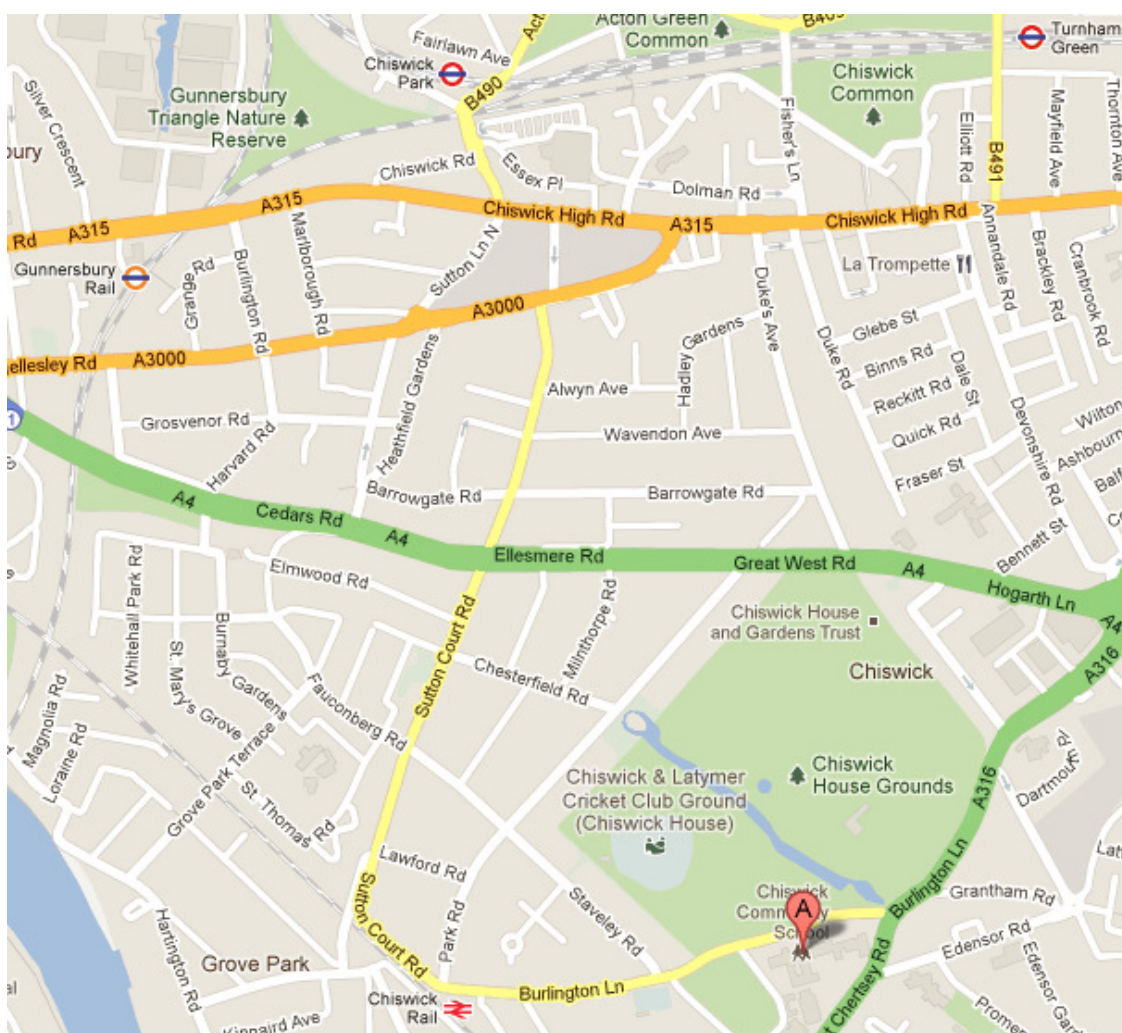 Acton Green
Common
B409
Turnham
Green
Fairlawn Ave
Chiswick
Park
B490
Chiswick
Common
Gunnersbury
Triangle Nature
Reserve
Silver Crescent
Fisher's Ln
Elliott Rd
B491
Mayfield Ave
Thornton Ave
bury
Chiswick Rd
Essex Pl
Dolman Rd
Rd
A315
A315
Chiswick High Rd
A315
Chiswick High Rd
Gunnersbury
Rail
Grange Rd
Burlington Rd
Marlborough Rd
Sutton Ln N
La Trompette
Duke's Ave
Annandale Rd
Brackley Rd
Cranbrook Rd
ellesley Rd
A3000
A3000
Glebe St
Binns Rd
Dale St
Reckitt Rd
Duke Rd
Hadley Gardens
Alwyn Ave
Heathfield Gardens
Grosvenor Rd
Harvard Rd
Wavendon Ave
Quick Rd
Devonshire Rd
Wilton
Ashbourn
Balf
Fraser St
1
A4
Cedars Rd
A4
Barrowgate Rd
Barrowgate Rd
Bennett St
Ellesmere Rd
Great West Rd
A4
Hogarth Ln
A4
Elmwood Rd
Whitehall Park Rd
Burnaby Gardens
St. Mary's Grove
Sutton Court Rd
Milnthorpe Rd
Chesterfield Rd
Chiswick House
and Gardens Trust
Chiswick
A316
Fauconberg Rd
Magnolia Rd
Loraine Rd
Grove Park Terrace
St. Thomas' Rd
Chiswick & Latymer
Cricket Club Ground
(Chiswick House)
Chiswick
House Grounds
A316
Dartmouth Pl
Lawford Rd
Sutton Court Rd
Park Rd
Staveley Rd
Chiswick
Community
School
A
Burlington Ln
Grantham Rd
Latt
Edensor Rd
Edensor Gar
Hartington Rd
Grove Park
Chiswick
Rail
Burlington Ln
t Chertsey Rd
Kinnaird Ave
Prome